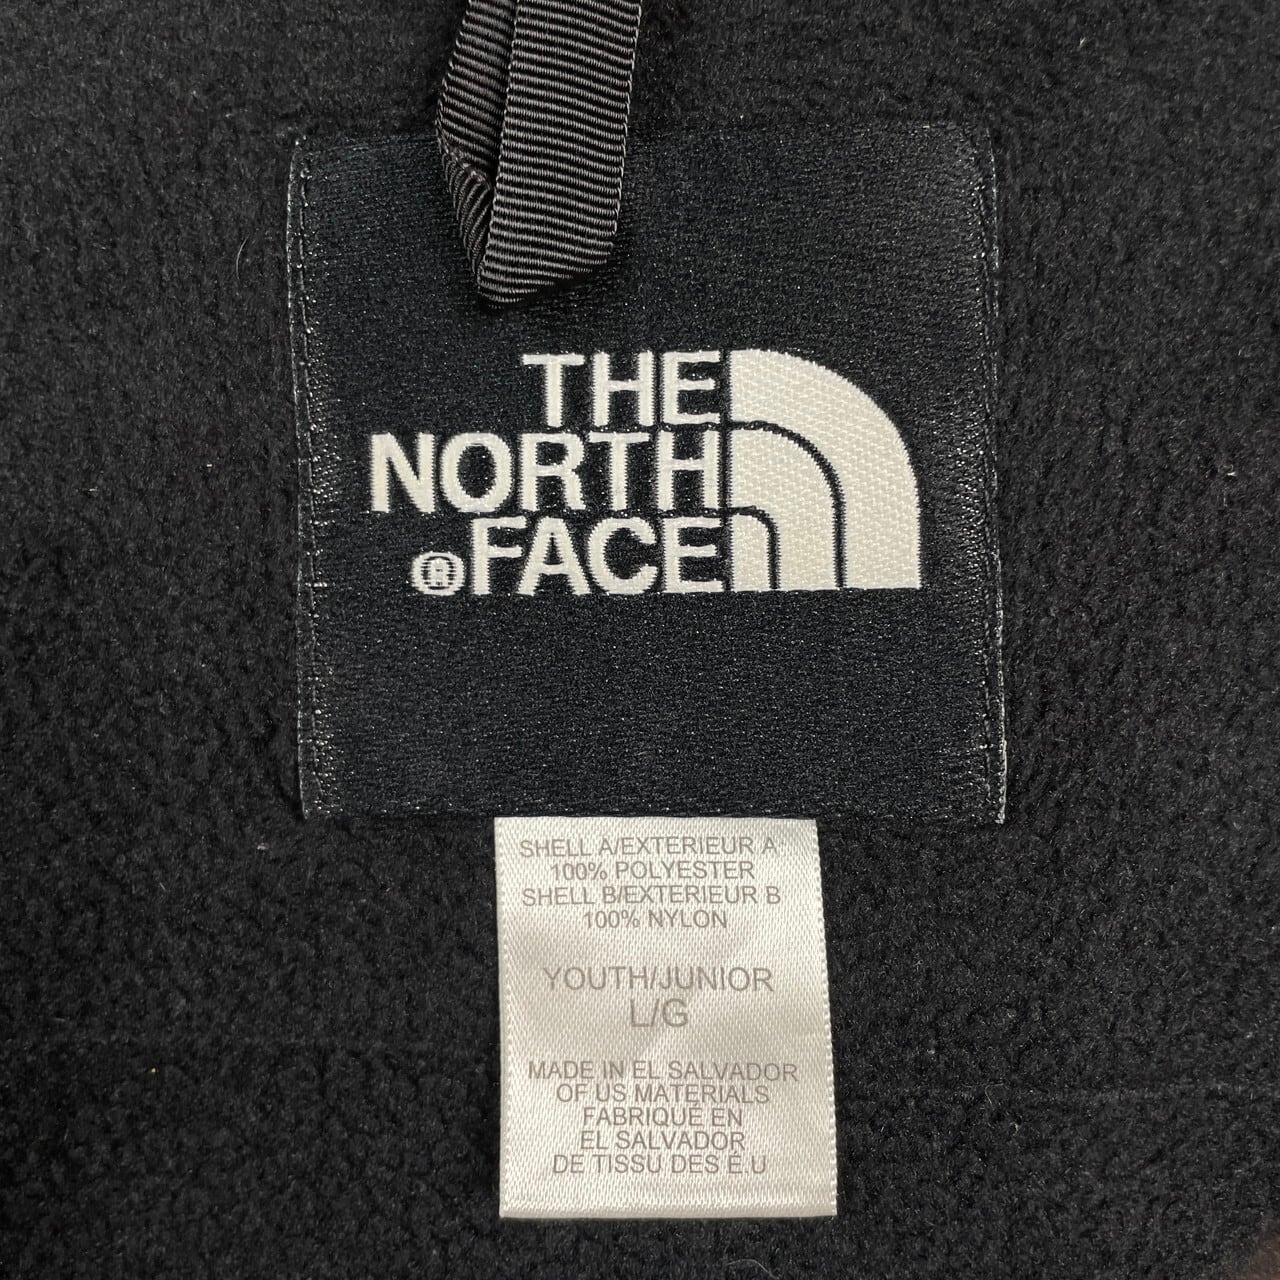 THE
NORTH
®FACE
SHELL A/EXTERIEUR A
100% POLYESTER
SHELL B/EXTERIEUR B
100% NYLON
YOUTH/JUNIOR
L/G
MADE IN EL SALVADOR
OF US MATERIALS
FABRIQUÉ EN
EL SALVADOR
DE TISSU DES É.U